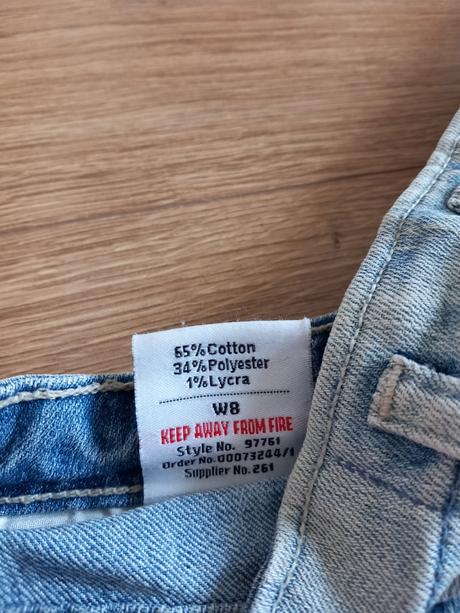 65%Cotton
34%Polyester
1%Lycra
W8
KEEP AWAY FROM FIRE
Style No. 97761
Order No.00073244/1
Supplier No.261